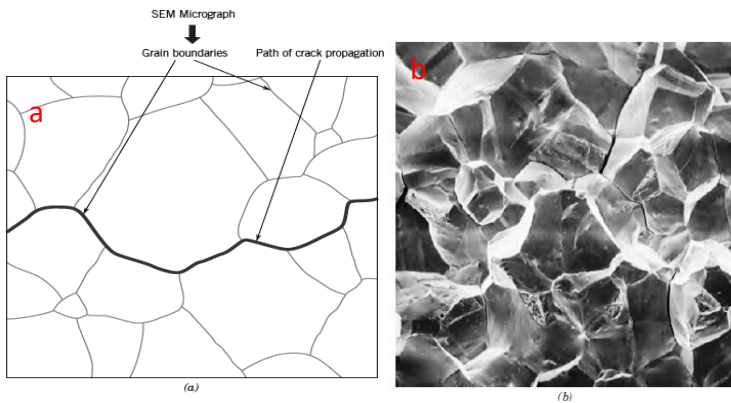 SEM Micrograph
Grain boundaries
Path of crack propagation
a
b
(a)
(b)